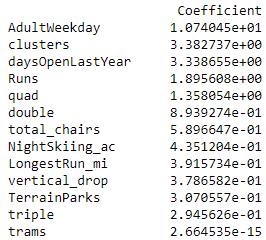 Coefficient
AdultWeekday 1.074045e+01
clusters 3.382737e+00
daysOpenLastYear 3.338655e+00
Runs 1.895608e+00
quad 1.358054e+00
double 8.939274e-01
total_chairs 5.896647e-01
NightSkiing_ac 4.351204e-01
LongestRun_mi 3.915734e-01
vertical_drop 3.786582e-01
TerrainParks 3.070557e-01
triple 2.945626e-01
trams 2.664535e-15